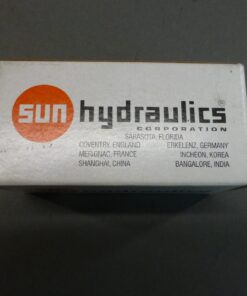 sun hydraulics®
CORPORATION
SARASOTA, FLORIDA
COVENTRY, ENGLAND ERKELENZ, GERMANY
MERIGNAC, FRANCE INCHEON, KOREA
SHANGHAI, CHINA BANGALORE, INDIA